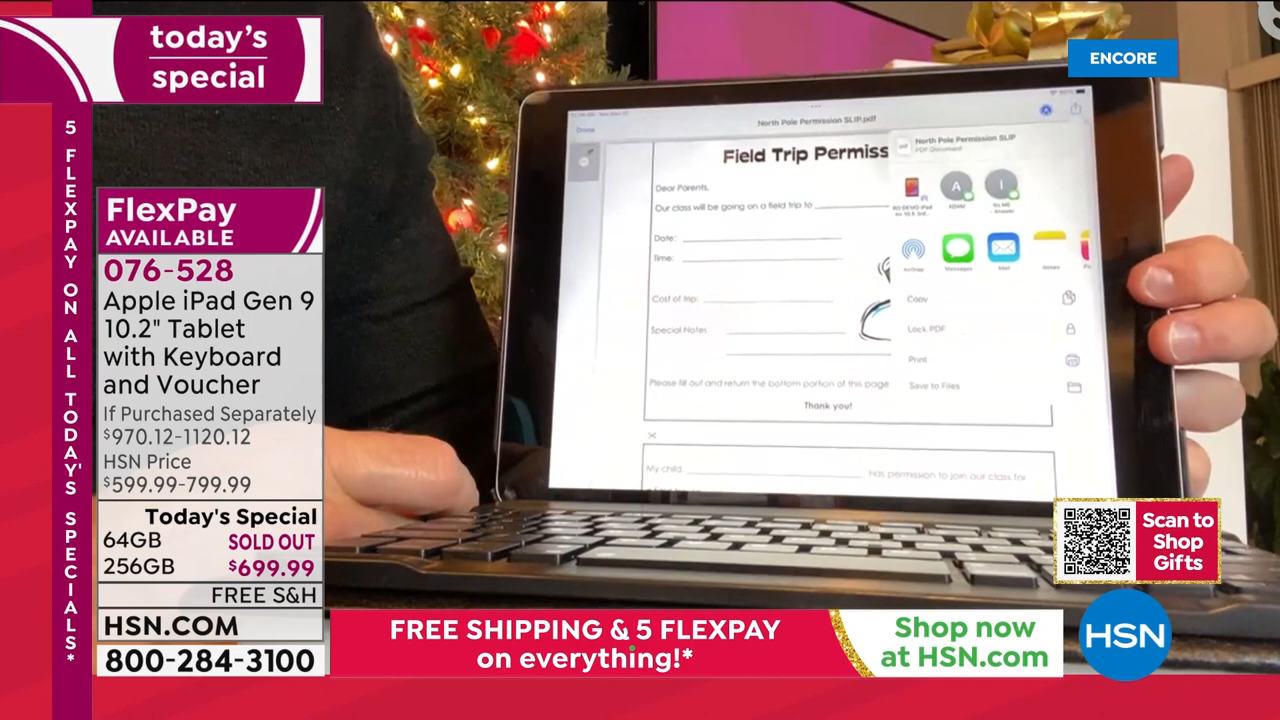 today's
special
5 FLEXPAY ON ALL TODAY'S SPECIALS*
FlexPay
AVAILABLE
076-528
Apple iPad Gen 9
10.2" Tablet
with Keyboard
and Voucher
If Purchased Separately
$970.12-1120.12
HSN Price
$599.99-799.99
Today's Special
64GB SOLD OUT
256GB $699.99
FREE S&H
HSN.COM
800-284-3100
ENCORE
Done
North Pole Permission SLIP.pdf
Field Trip Permiss
Dear Parents,
Our class will be going on a field trip to
Date:
Time:
Cost of trip:
Special Notes
Please fill out and return the bottom portion of this page
Thank you!
My child, has permission to join our class for
North Pole Permission SLIP
PDF Document
A
I
AirDrop
Messages
Mail
Notes
Copy
Lock PDF
Print
Save to Files
Scan to
Shop
Gifts
FREE SHIPPING & 5 FLEXPAY
on everything!*
Shop now
at HSN.com
HSN